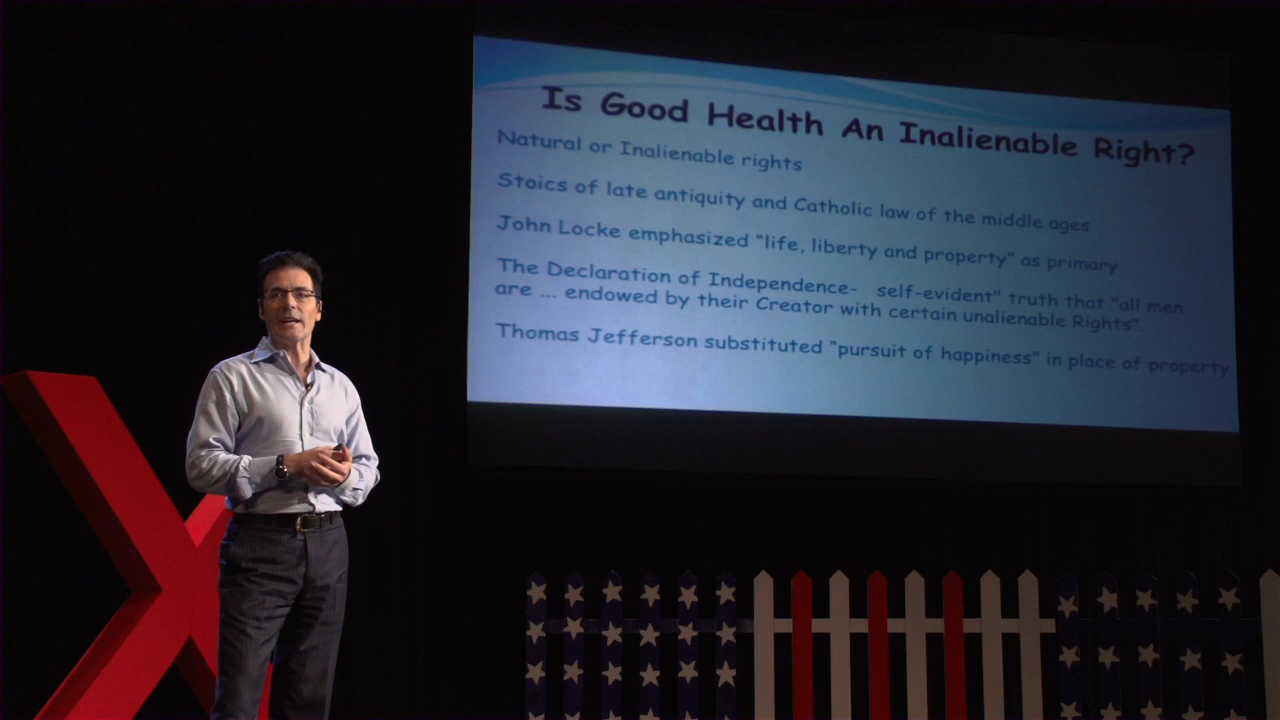 Is Good Health An Inalienable Right?
Natural or Inalienable rights
Stoics of late antiquity and Catholic law of the middle ages
John Locke emphasized “life, liberty and property” as primary
The Declaration of Independence- self-evident” truth that “all men
are ... endowed by their Creator with certain unalienable Rights”.
Thomas Jefferson substituted “pursuit of happiness” in place of property.
X